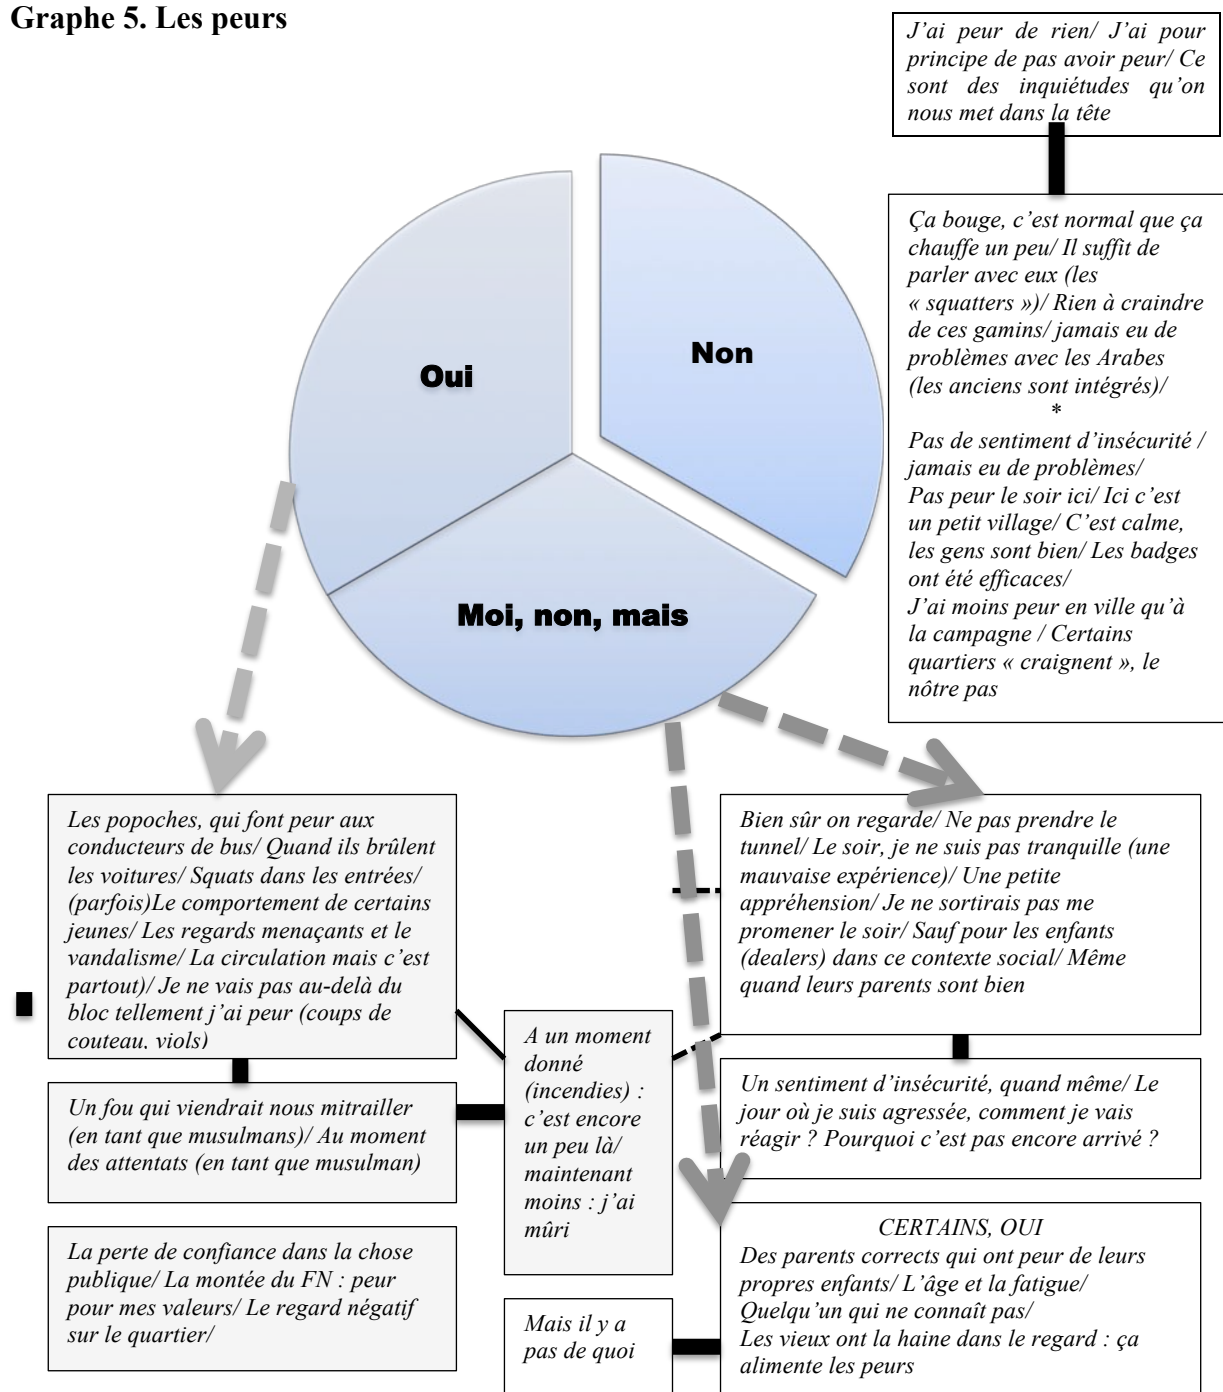 Graphe 5. Les peurs
J'ai peur de rien/ J'ai pour
principe de pas avoir peur/ Ce
sont des inquiétudes qu'on
nous met dans la tête
Ça bouge, c'est normal que ça
chauffe un peu/ Il suffit de
parler avec eux (les
« squatters »)/ Rien à craindre
de ces gamins/ jamais eu de
problèmes avec les Arabes
(les anciens sont intégrés)/
*
Pas de sentiment d'insécurité /
jamais eu de problèmes/
Pas peur le soir ici/ Ici c'est
un petit village/ C'est calme,
les gens sont bien/ Les badges
ont été efficaces/
J'ai moins peur en ville qu'à
la campagne / Certains
quartiers « craignent », le
nôtre pas
Oui
Non
Moi, non, mais
Les popoches, qui font peur aux
conducteurs de bus/ Quand ils brûlent
les voitures/ Squats dans les entrées/
(parfois)Le comportement de certains
jeunes/ Les regards menaçants et le
vandalisme/ La circulation mais c'est
partout)/ Je ne vais pas au-delà du
bloc tellement j'ai peur (coups de
couteau, viols)
Un fou qui viendrait nous mitrailler
(en tant que musulmans)/ Au moment
des attentats (en tant que musulman)
La perte de confiance dans la chose
publique/ La montée du FN : peur
pour mes valeurs/ Le regard négatif
sur le quartier/
A un moment
donné
(incendies) :
c'est encore
un peu là/
maintenant
moins : j'ai
mûri
Mais il y a
pas de quoi
Bien sûr on regarde/ Ne pas prendre le
tunnel/ Le soir, je ne suis pas tranquille (une
mauvaise expérience)/ Une petite
appréhension/ Je ne sortirais pas me
promener le soir/ Sauf pour les enfants
(dealers) dans ce contexte social/ Même
quand leurs parents sont bien
Un sentiment d'insécurité, quand même/ Le
jour où je suis agressée, comment je vais
réagir ? Pourquoi c'est pas encore arrivé ?
CERTAINS, OUI
Des parents corrects qui ont peur de leurs
propres enfants/ L'âge et la fatigue/
Quelqu'un qui ne connaît pas/
Les vieux ont la haine dans le regard : ça
alimente les peurs